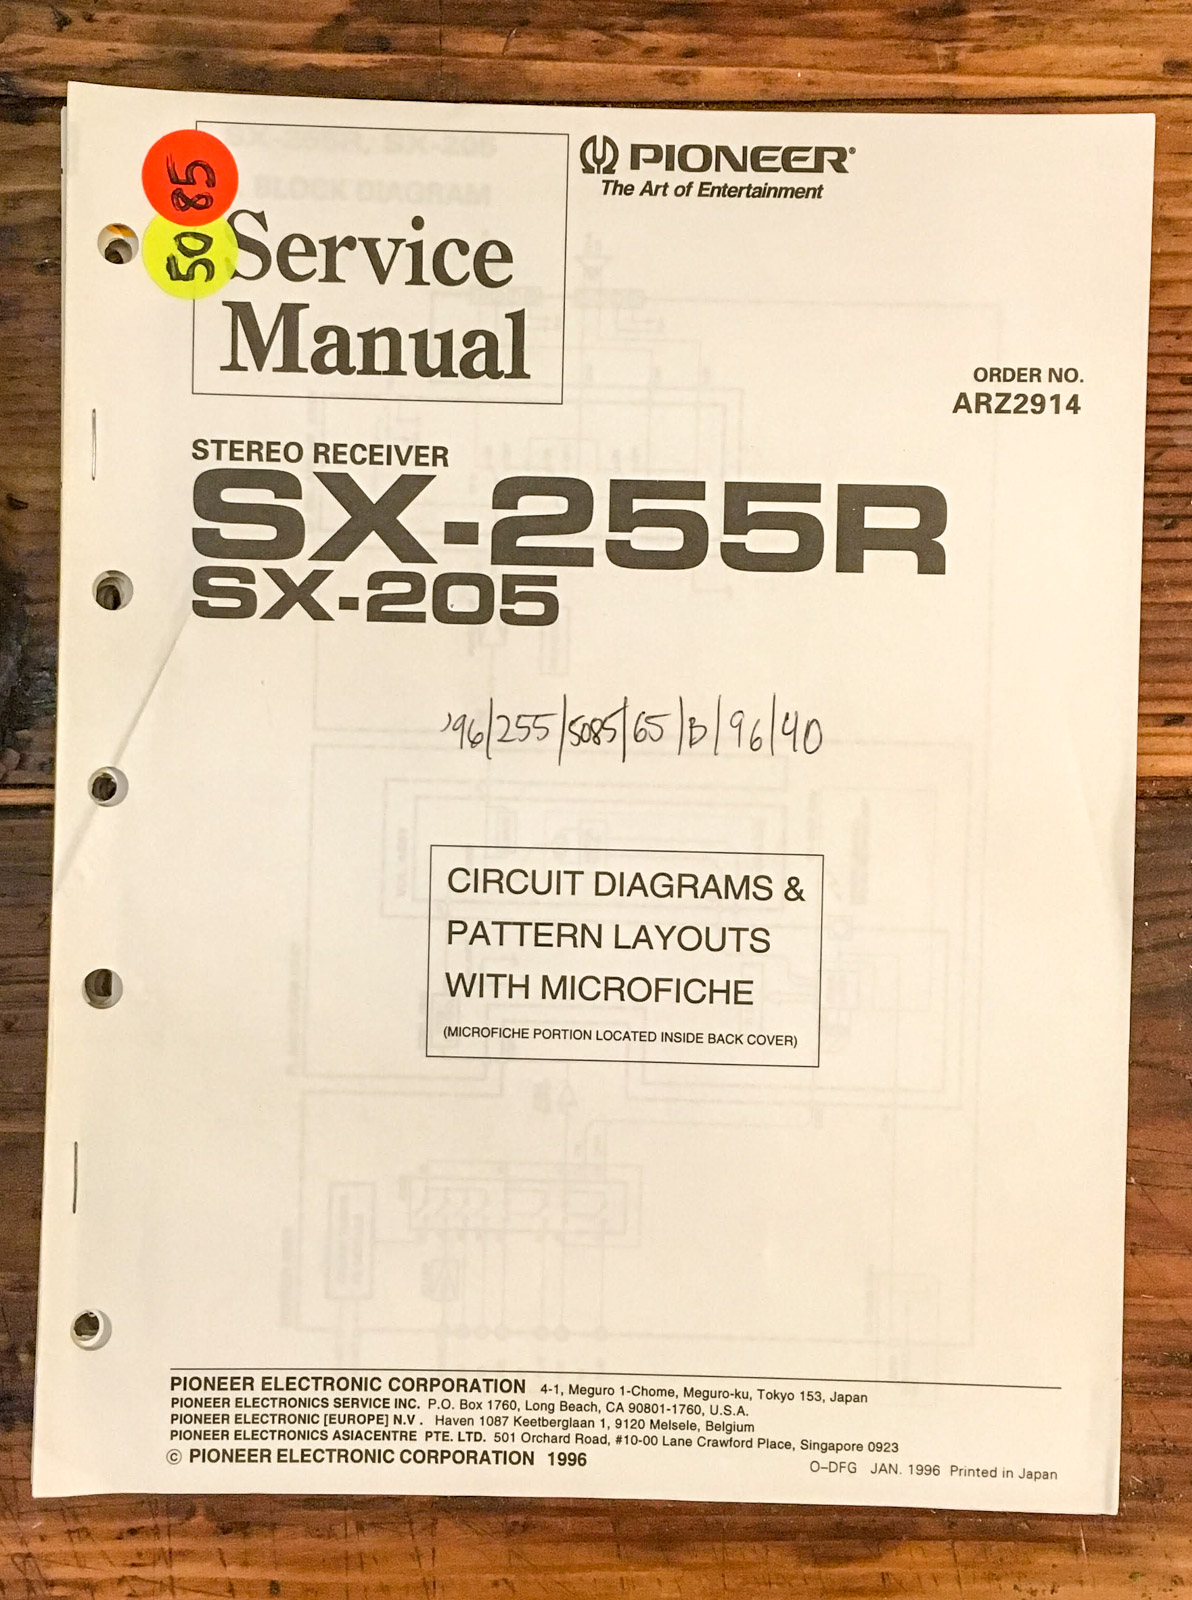 PIONEER®
The Art of Entertainment
85
50
Service
Manual
ORDER NO.
ARZ2914
STEREO RECEIVER
SX-255R
SX-205
'96/255/5085/65/B/96/40
CIRCUIT DIAGRAMS &
PATTERN LAYOUTS
WITH MICROFICHE
(MICROFICHE PORTION LOCATED INSIDE BACK COVER)
PIONEER ELECTRONIC CORPORATION 4-1, Meguro 1-Chome, Meguro-ku, Tokyo 153, Japan
PIONEER ELECTRONICS SERVICE INC. P.O. Box 1760, Long Beach, CA 90801-1760, U.S.A.
PIONEER ELECTRONIC [EUROPE] N.V. Haven 1087 Keetberglaan 1, 9120 Melsele, Belgium
PIONEER ELECTRONICS ASIACENTRE PTE. LTD. 501 Orchard Road, #10-00 Lane Crawford Place, Singapore 0923
© PIONEER ELECTRONIC CORPORATION 1996
O–DFG JAN. 1996 Printed in Japan